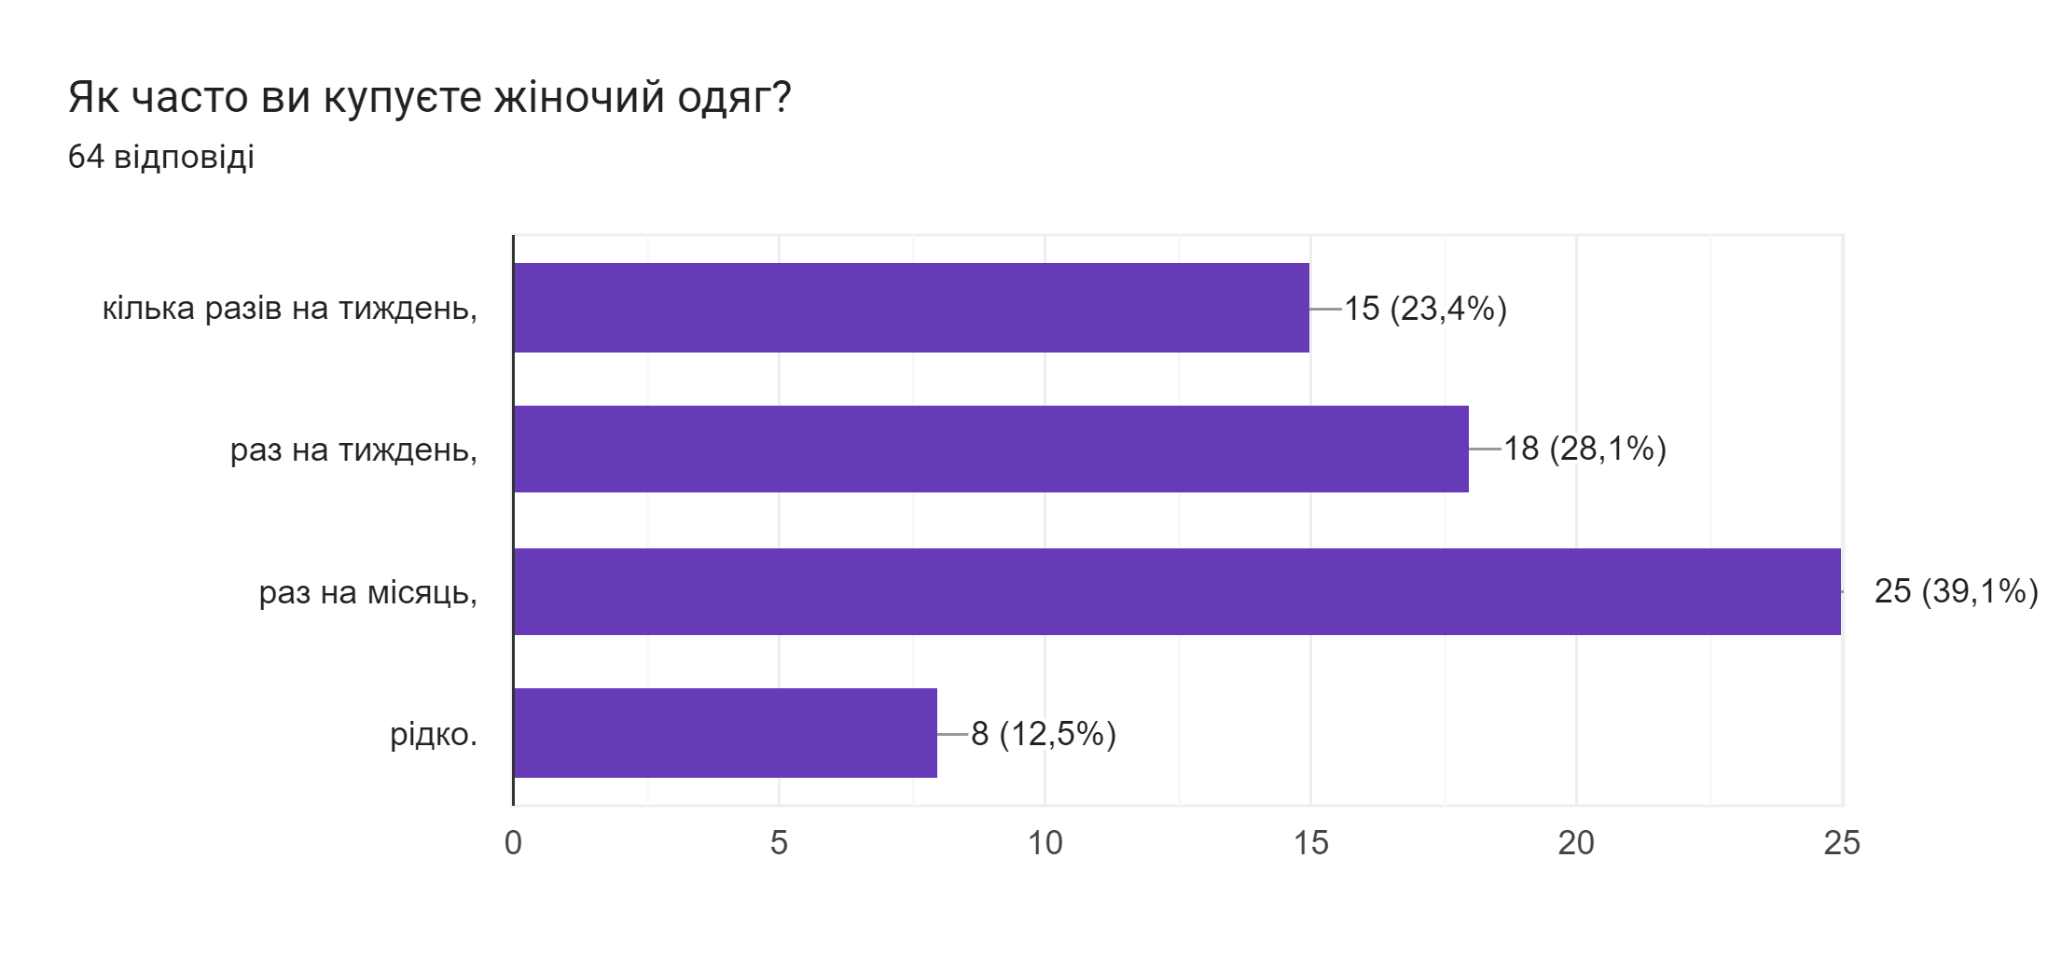 Як часто ви купуєте жіночий одяг?
64 відповіді
кілька разів на тиждень,
15 (23,4%)
раз на тиждень,
18 (28,1%)
раз на місяць,
25 (39,1%)
рідко.
8 (12,5%)
0 5 10 15 20 25